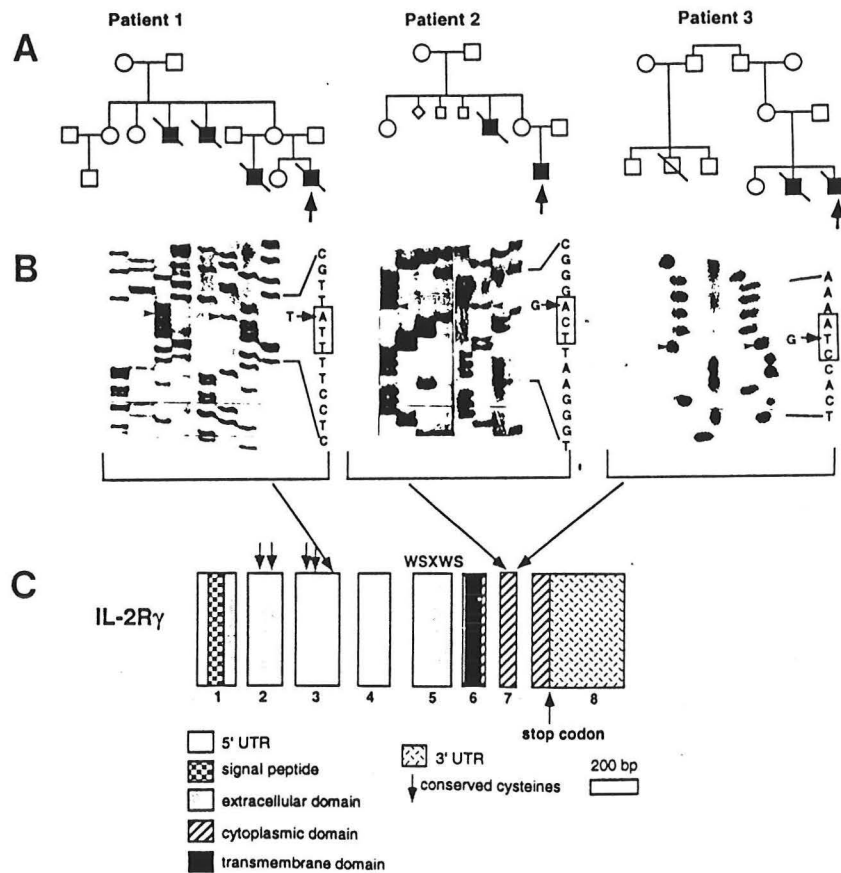 Patient 1
Patient 2
Patient 3
A
B
C
G
T
T
A
T
T
T
T
C
C
T
C
T
C
G
G
G
A
C
T
T
A
A
G
G
G
T
G
A
A
A
A
T
C
C
A
C
T
G
C
IL-2Rγ
WSXWS
1
2
3
4
5
6
7
8
stop codon
5' UTR
signal peptide
extracellular domain
cytoplasmic domain
transmembrane domain
3' UTR
conserved cysteines
200 bp